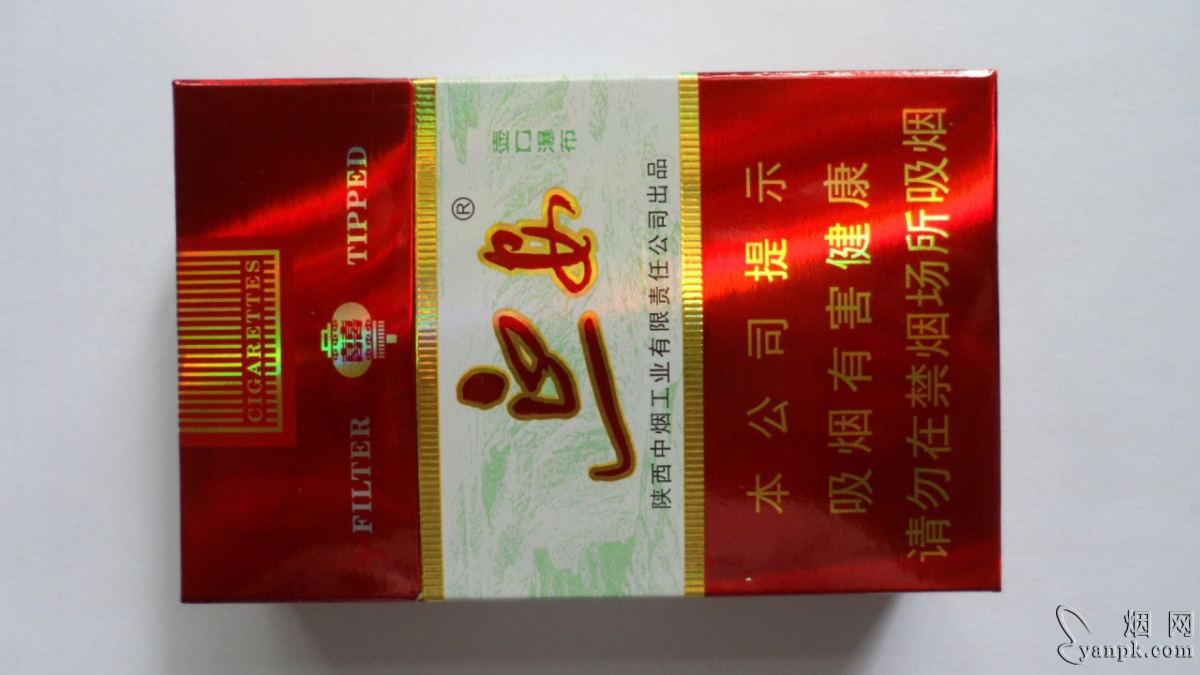 CIGARETTES
FILTER TIPPED
延安®
壶口瀑布
陕西中烟工业有限责任公司出品
本公司提示
吸烟有害健康
请勿在禁烟场所吸烟
烟网
yanpk.com